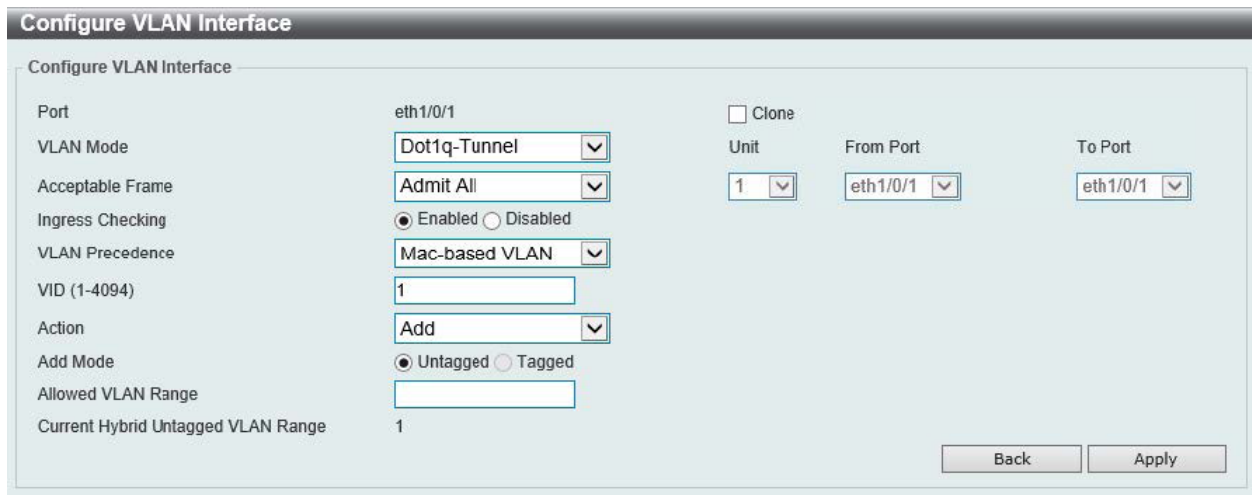 Configure VLAN Interface
Configure VLAN Interface
Port eth1/0/1 Clone
VLAN Mode Dot1q-Tunnel Unit From Port To Port
Acceptable Frame Admit All 1 eth1/0/1 eth1/0/1
Ingress Checking Enabled Disabled
VLAN Precedence Mac-based VLAN
VID (1-4094) 1
Action Add
Add Mode Untagged Tagged
Allowed VLAN Range
Current Hybrid Untagged VLAN Range 1
Back Apply